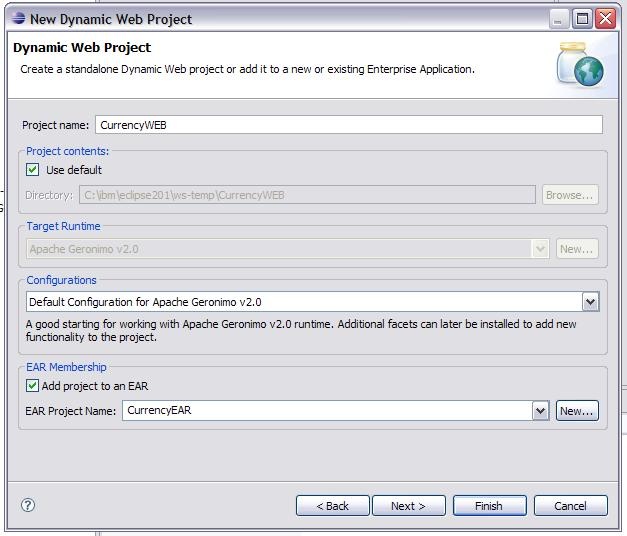 New Dynamic Web Project
Dynamic Web Project
Create a standalone Dynamic Web project or add it to a new or existing Enterprise Application.
Project name: CurrencyWEB
Project contents:
Use default
Directory: C:\ibm\eclipse201\ws-temp\CurrencyWEB Browse...
Target Runtime
Apache Geronimo v2.0 New...
Configurations
Default Configuration for Apache Geronimo v2.0
A good starting for working with Apache Geronimo v2.0 runtime. Additional facets can later be installed to add new
functionality to the project.
EAR Membership
Add project to an EAR
EAR Project Name: CurrencyEAR New...
? < Back Next > Finish Cancel